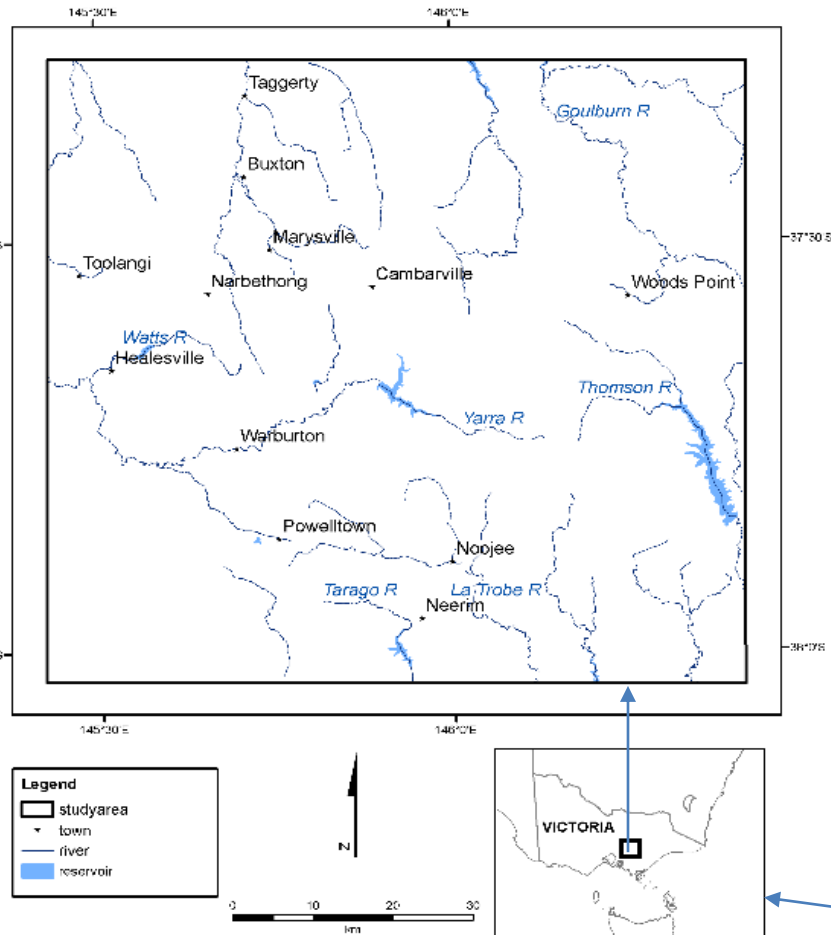 145°30'E 146°0'E
Taggerty
Goulburn R
Buxton
Marysville
37°30'S
Toolangi
Cambarville
Narbethong
Woods Point
Watts R
Healesville
Thomson R
Yarra R
Warburton
Powelltown
Noojee
Tarago R
La Trobe R
Neerim
S
38°0'S
145°30'E 146°0'E
Legend
studyarea
town
river
reservoir
N
0 10 20 30
km
VICTORIA